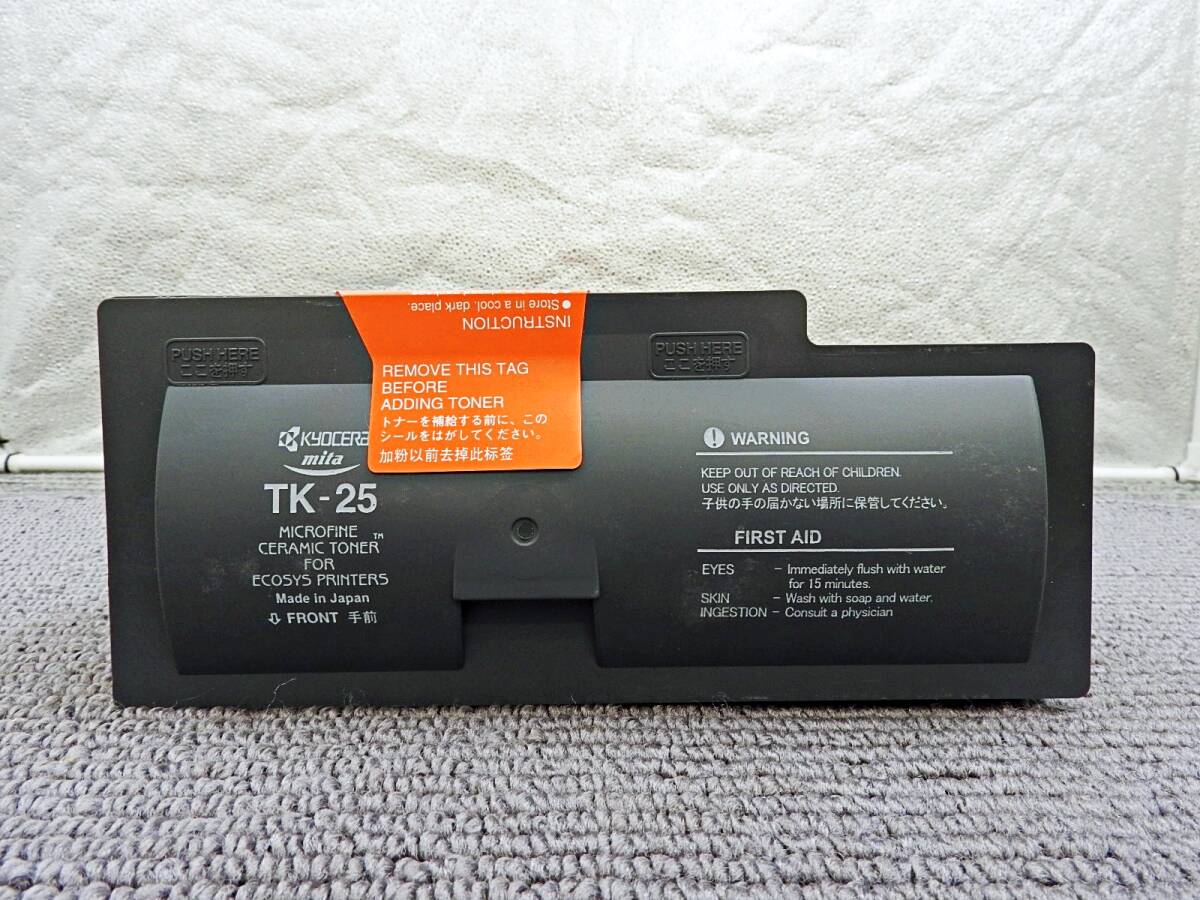 ● Store in a cool, dark place.
INSTRUCTION
PUSH HERE
ここを押す
PUSH HERE
ここを押す
REMOVE THIS TAG
BEFORE
ADDING TONER
トナーを補給する前に、この
シールをはがしてください。
加粉以前去掉此标签
KYOCERA
mita
TK-25
MICROFINE
CERAMIC TONER™
FOR
ECOSYS PRINTERS
Made in Japan
⇩ FRONT 手前
! WARNING
KEEP OUT OF REACH OF CHILDREN.
USE ONLY AS DIRECTED.
子供の手の届かない場所に保管してください。
FIRST AID
EYES - Immediately flush with water
for 15 minutes.
SKIN - Wash with soap and water.
INGESTION - Consuit a physician